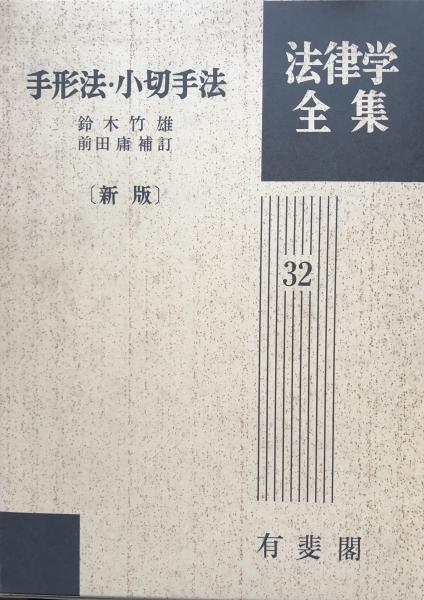 法律学
全集
手形法・小切手法
鈴木竹雄
前田庸補訂
〔新版〕
32
有斐閣